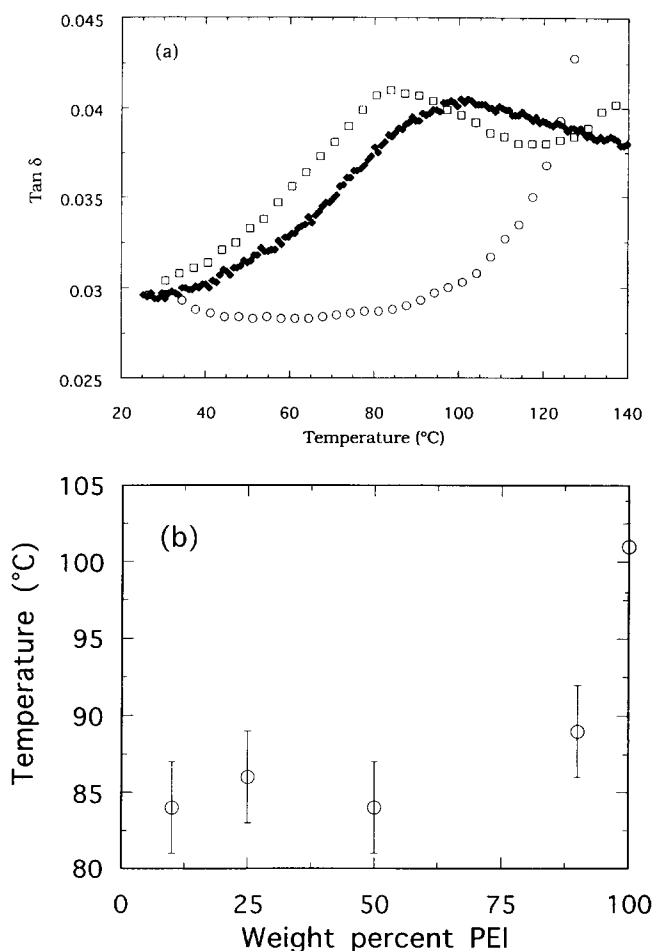 0.045
(a)
0.04
Tan δ
0.035
0.03
0.025
20 40 60 80 100 120 140
Temperature (°C)
105
(b)
100
Temperature (°C)
95
90
85
80
0 25 50 75 100
Weight percent PEI